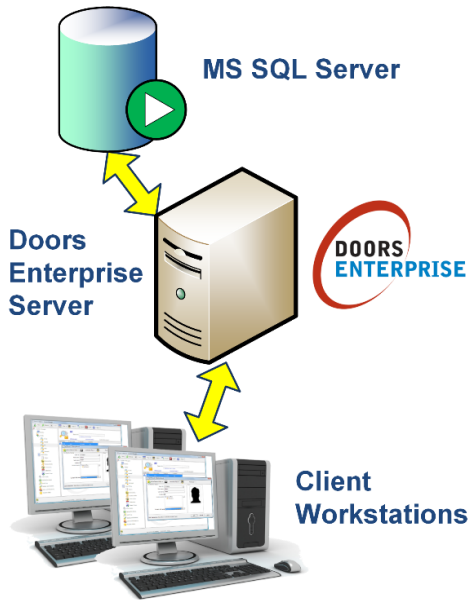 MS SQL Server
Doors
Enterprise
Server
DOORS
ENTERPRISE
Client
Workstations